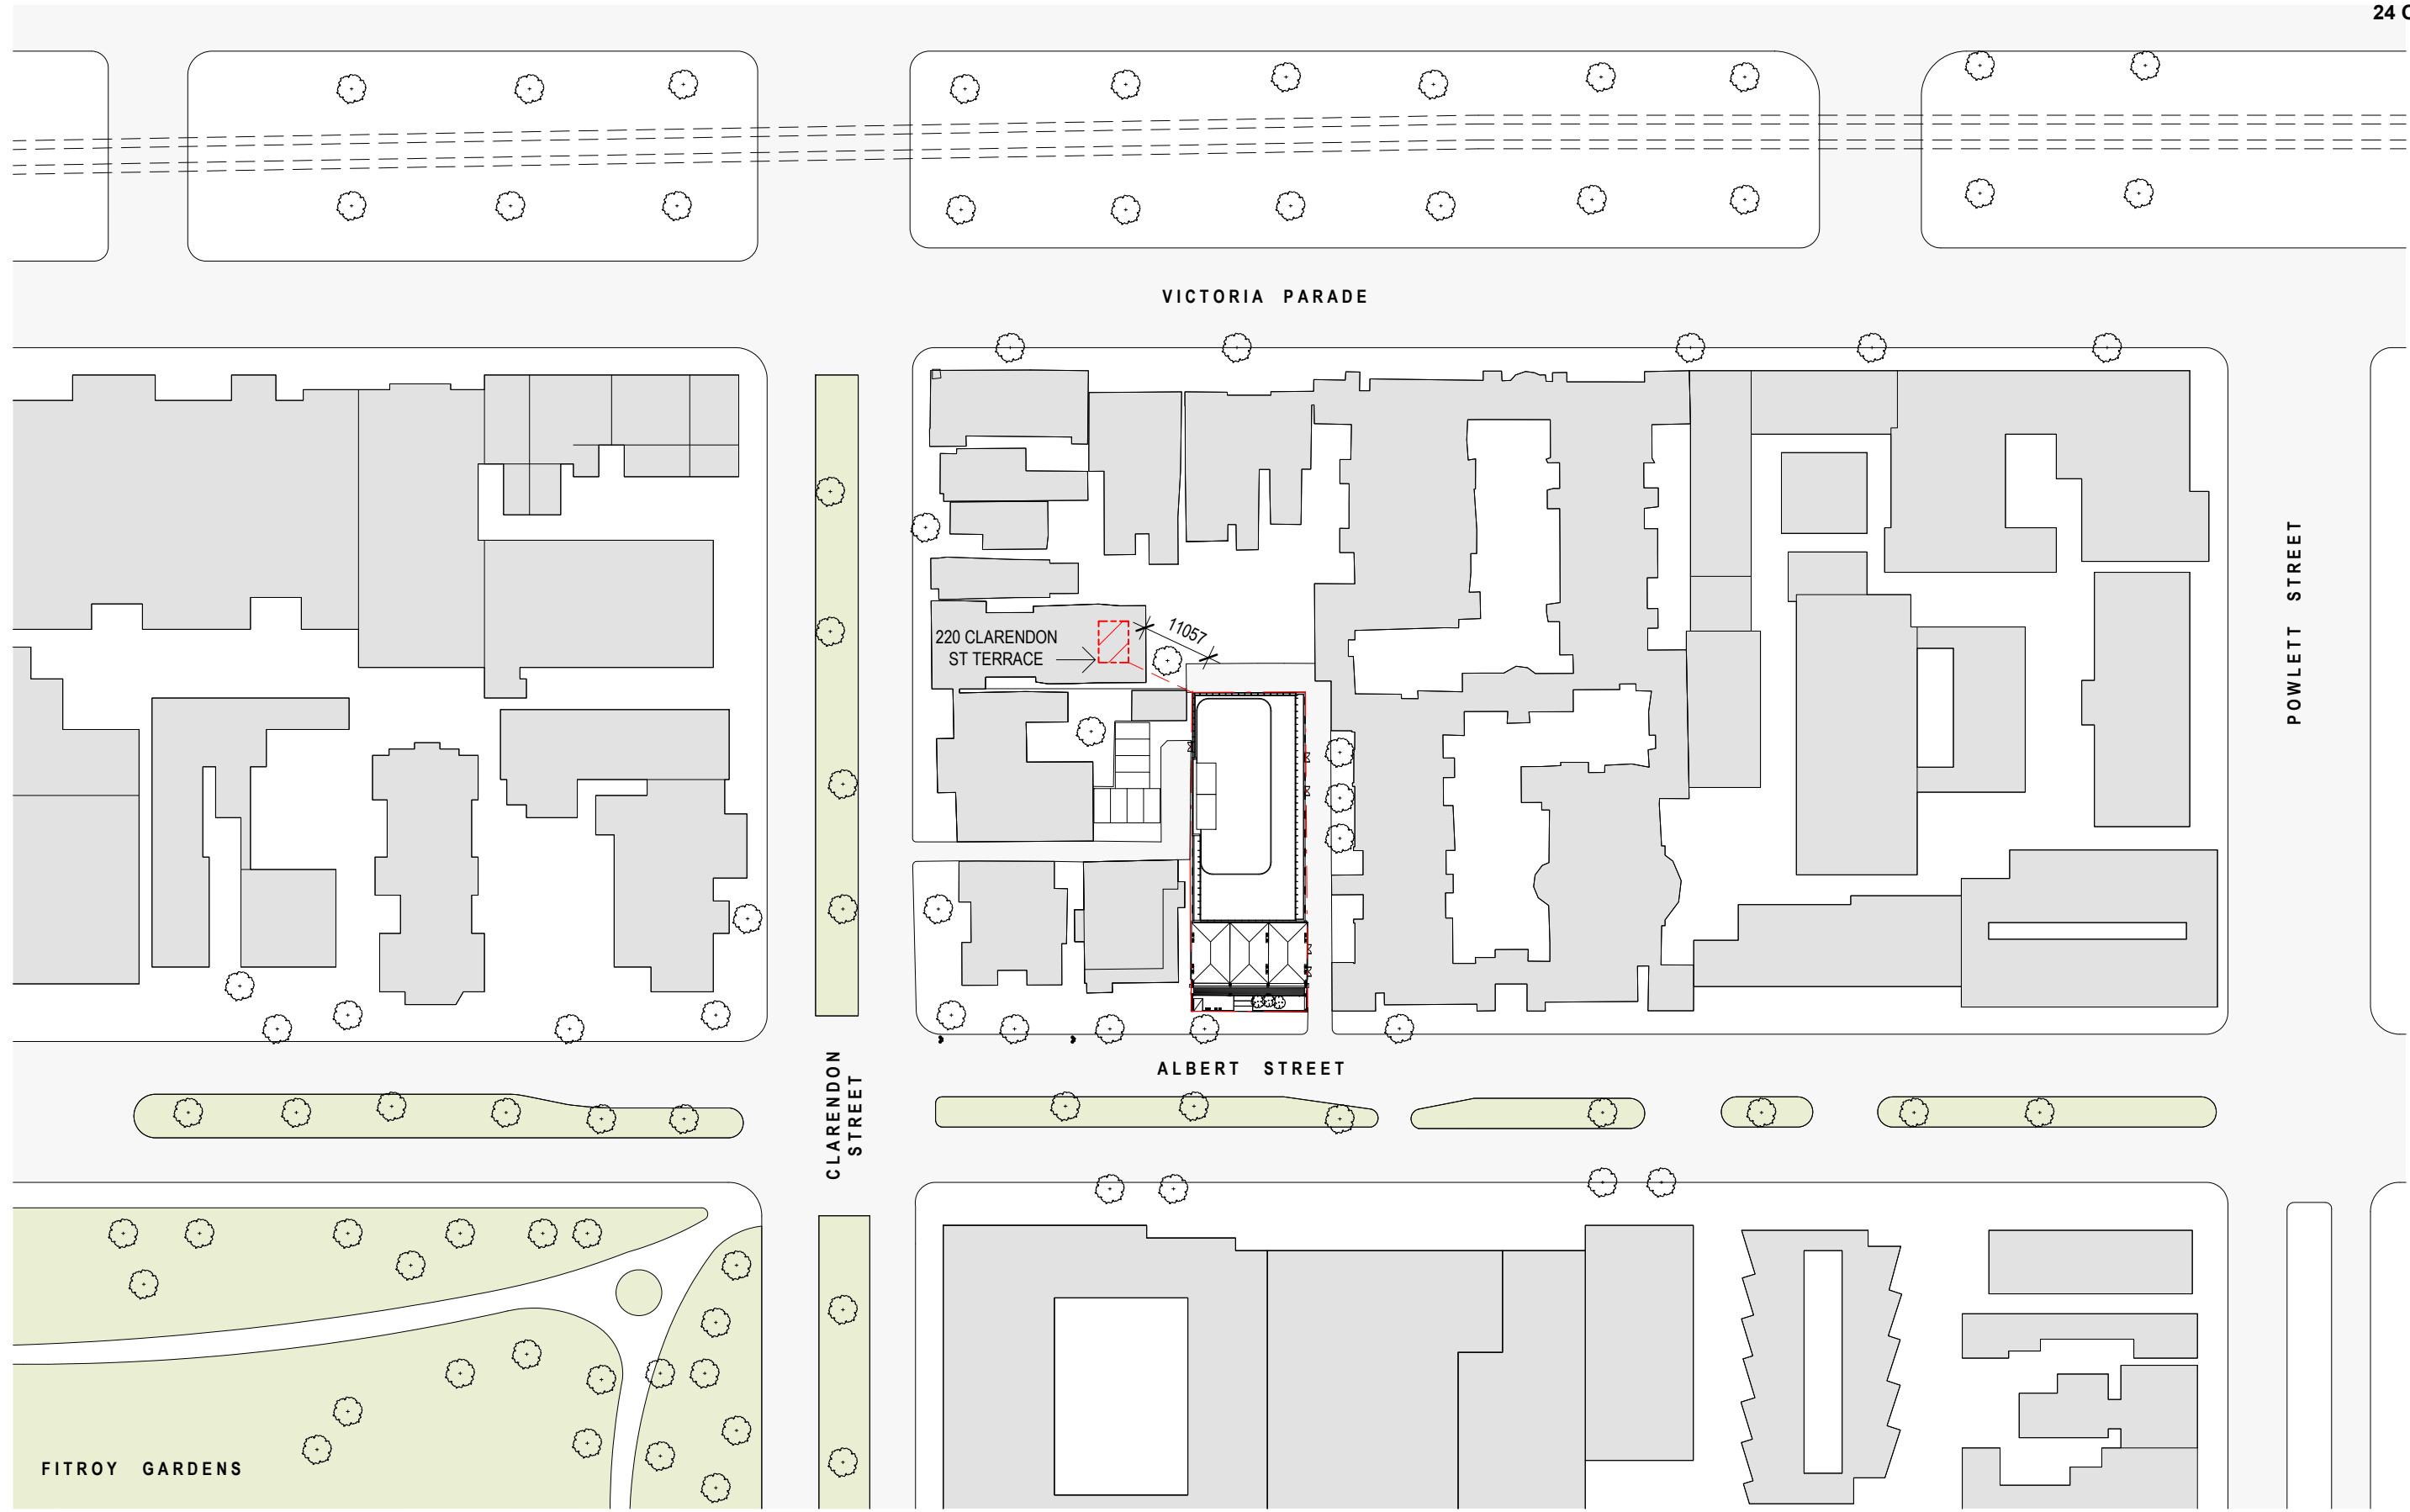 24
VICTORIA PARADE
POWLETT STREET
11057
220 CLARENDON
ST TERRACE
CLARENDON
STREET
ALBERT STREET
FITROY GARDENS